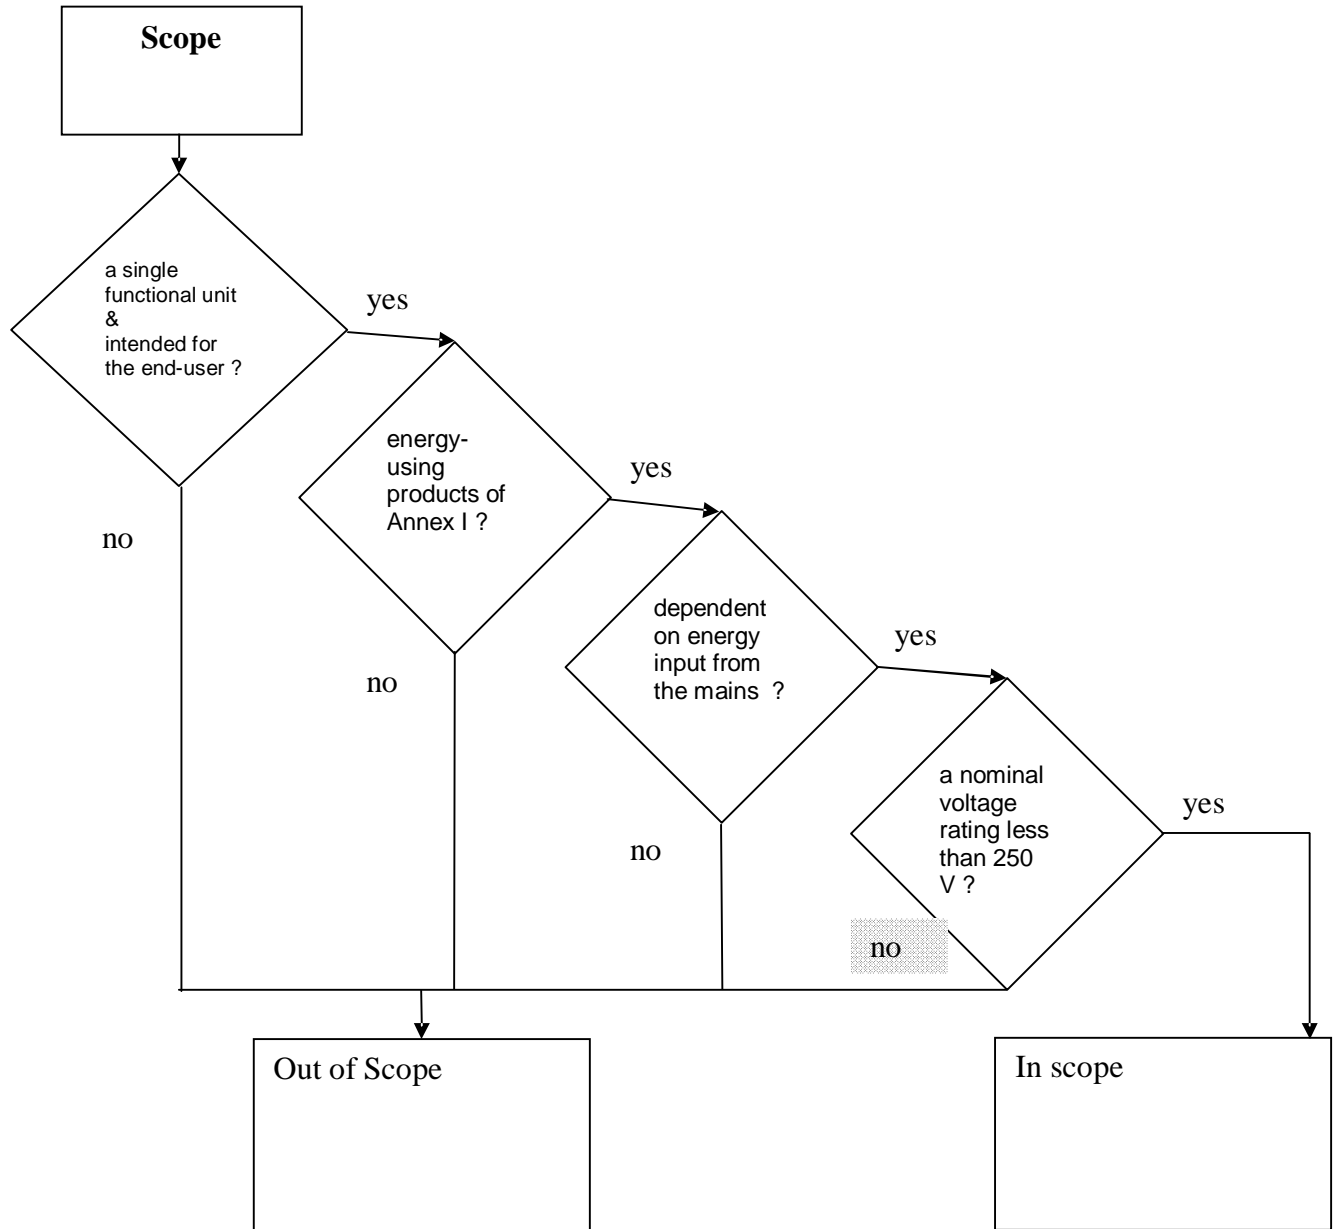 Scope
a single
functional unit
&
intended for
the end-user ?
yes
energy-
using
products of
Annex I ?
yes
no
dependent
on energy
input from
the mains  ?
yes
no
a nominal
voltage
rating less
than 250
V ?
yes
no
no
Out of Scope
In scope